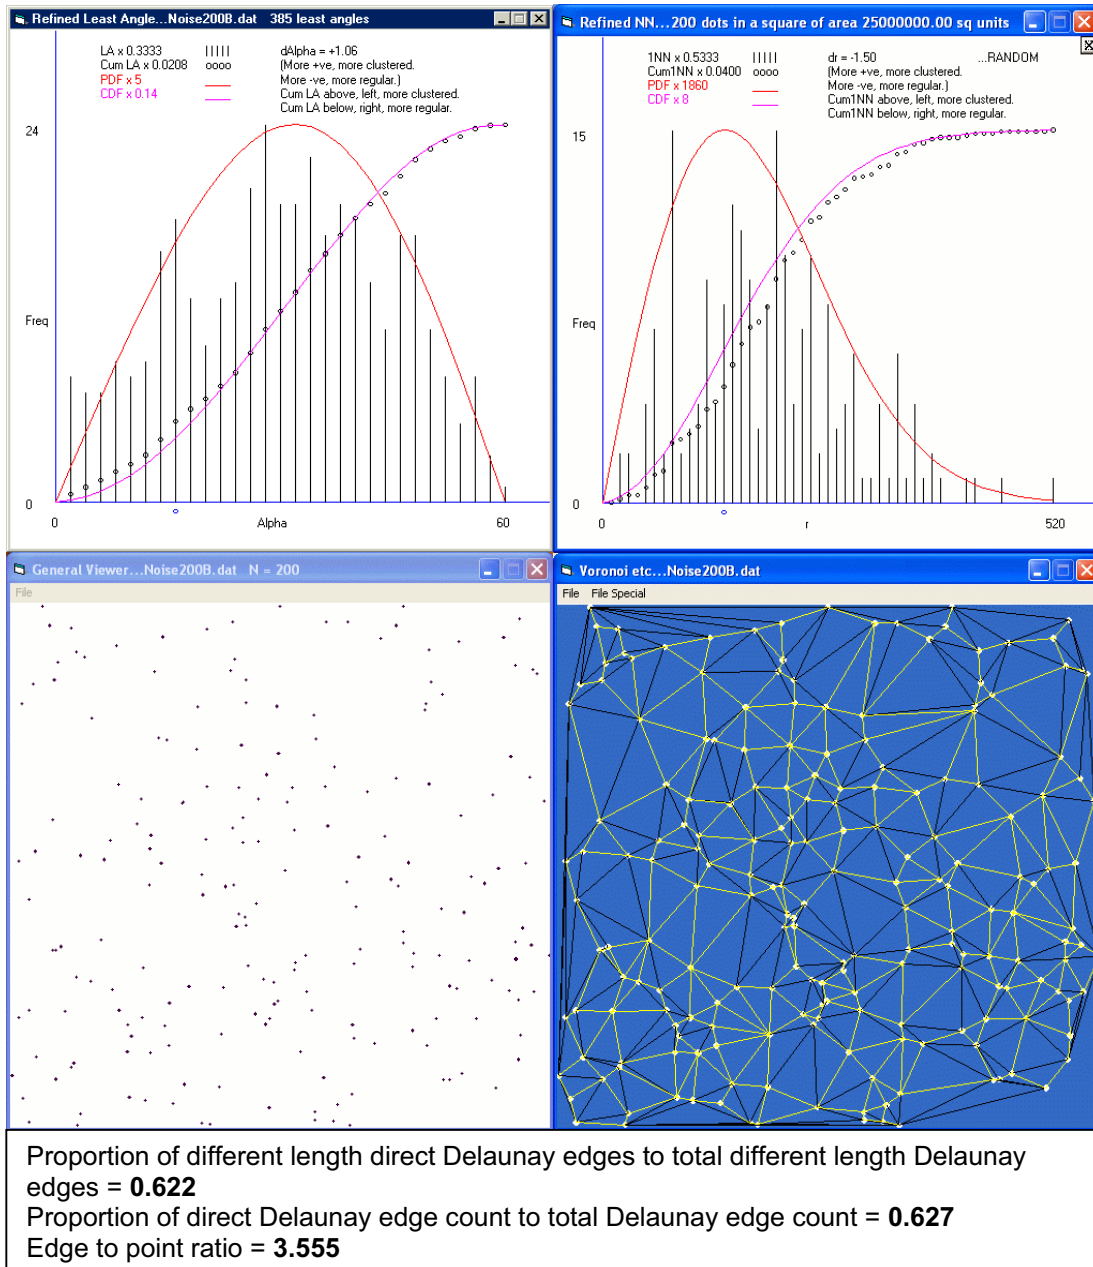 Refined Least Angle...Noise200B.dat 385 least angles
LA x 0.3333 | | | | | dAlpha = +1.06
Cum LA x 0.0208 oooo (More +ve, more clustered.
PDF x 5 More -ve, more regular.)
CDF x 0.14 Cum LA above, left, more clustered.
Cum LA below, right, more regular.
24
Freq
0
0 Alpha 60
Refined NN...200 dots in a square of area 25000000.00 sq units
1NN x 0.5333 | | | | | dr = -1.50 ...RANDOM
Cum1NN x 0.0400 oooo (More +ve, more clustered.
PDF x 1860 More -ve, more regular.)
CDF x 8 Cum1NN above, left, more clustered.
Cum1NN below, right, more regular.
15
Freq
0
0 r 520
General Viewer...Noise200B.dat N = 200
File
Voronoi etc...Noise200B.dat
File File Special
Proportion of different length direct Delaunay edges to total different length Delaunay
edges = 0.622
Proportion of direct Delaunay edge count to total Delaunay edge count = 0.627
Edge to point ratio = 3.555